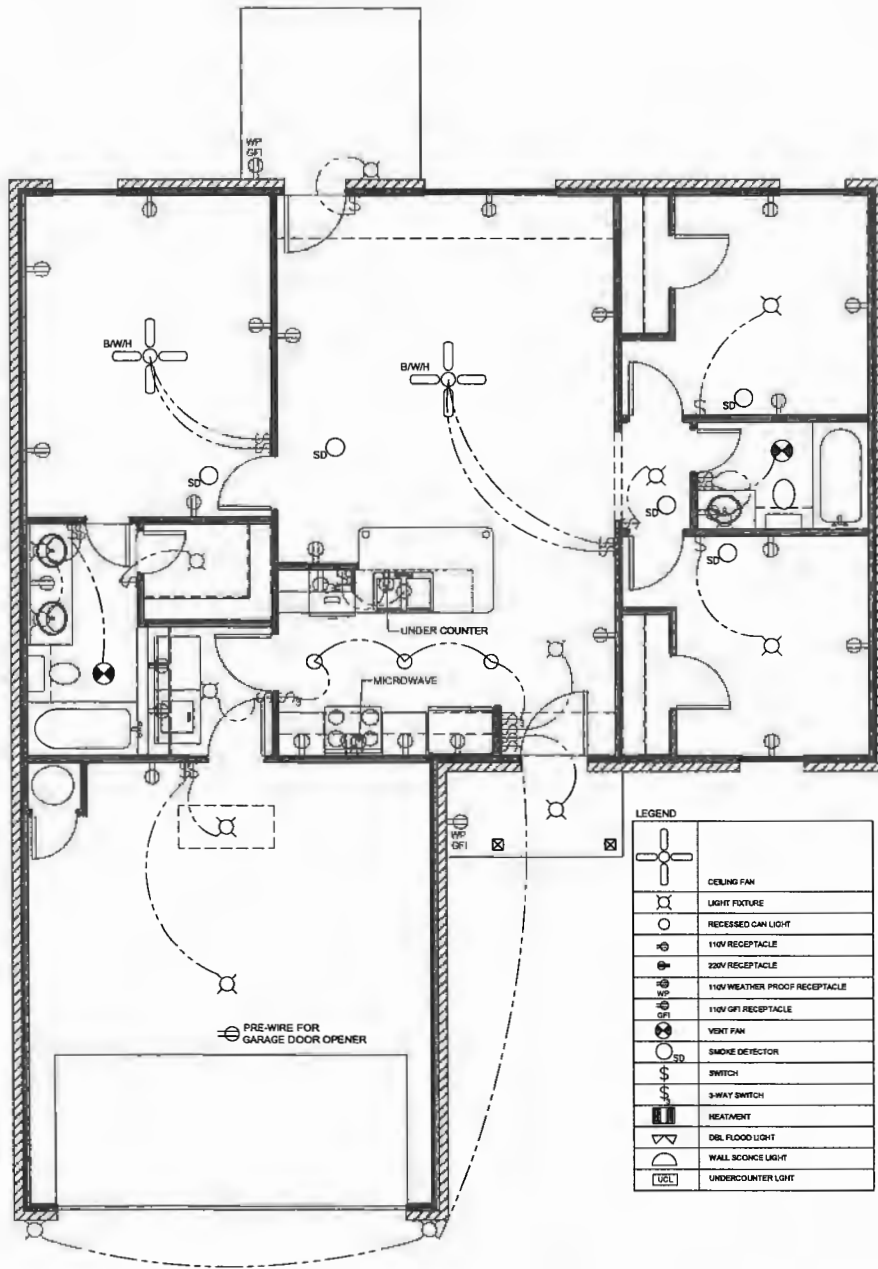 WP
GFI
B/W/H
B/W/H
SD
SD
SD
SD
SD
UNDER COUNTER
MICROWAVE
WP
GFI
PRE-WIRE FOR
GARAGE DOOR OPENER
LEGEND
CEILING FAN
LIGHT FIXTURE
RECESSED CAN LIGHT
110V RECEPTACLE
220V RECEPTACLE
WP
110V WEATHER PROOF RECEPTACLE
GFI
110V GFI RECEPTACLE
VENT FAN
SD
SMOKE DETECTOR
$
SWITCH
$3
3-WAY SWITCH
HEAT/VENT
DBL FLOOD LIGHT
WALL SCONCE LIGHT
UCL
UNDERCOUNTER LGHT